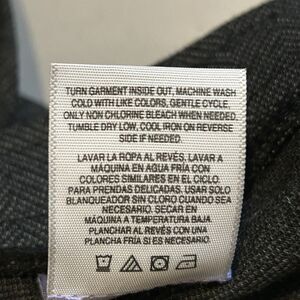 TURN GARMENT INSIDE OUT, MACHINE WASH
COLD WITH LIKE COLORS, GENTLE CYCLE,
ONLY NON CHLORINE BLEACH WHEN NEEDED.
TUMBLE DRY LOW, COOL IRON ON REVERSE
SIDE IF NEEDED.
LAVAR LA ROPA AL REVÉS, LAVAR A
MÁQUINA EN AGUA FRÍA CON
COLORES SIMILARES EN EL CICLO.
PARA PRENDAS DELICADAS. USAR SOLO
BLANQUEADOR SIN CLORO CUANDO SEA
NECESARIO. SECAR EN
MÁQUINA A TEMPERATURA BAJA.
PLANCHAR AL REVÉS CON UNA
PLANCHA FRÍA SI ES NECESARIO.